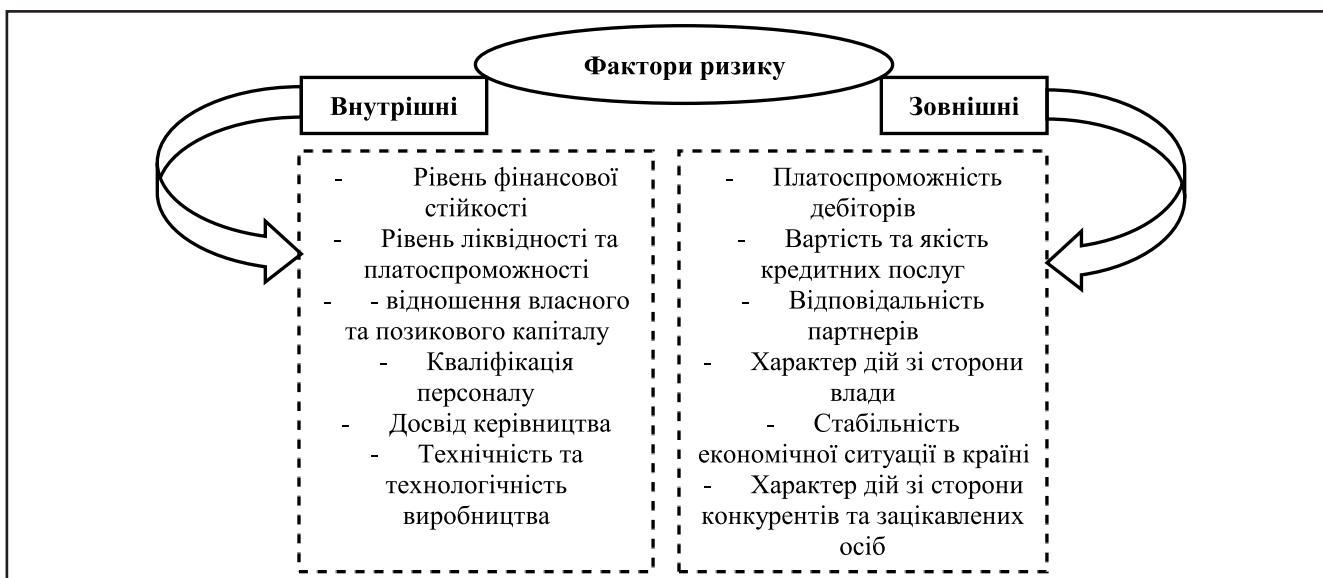 Фактори ризику
Внутрішні
Зовнішні
- Рівень фінансової
стійкості
- Рівень ліквідності та
платоспроможності
- - відношення власного
та позикового капіталу
- Кваліфікація
персоналу
- Досвід керівництва
- Технічність та
технологічність
виробництва
- Платоспроможність
дебіторів
- Вартість та якість
кредитних послуг
- Відповідальність
партнерів
- Характер дій зі сторони
влади
- Стабільність
економічної ситуації в країні
- Характер дій зі сторони
конкурентів та зацікавлених
осіб